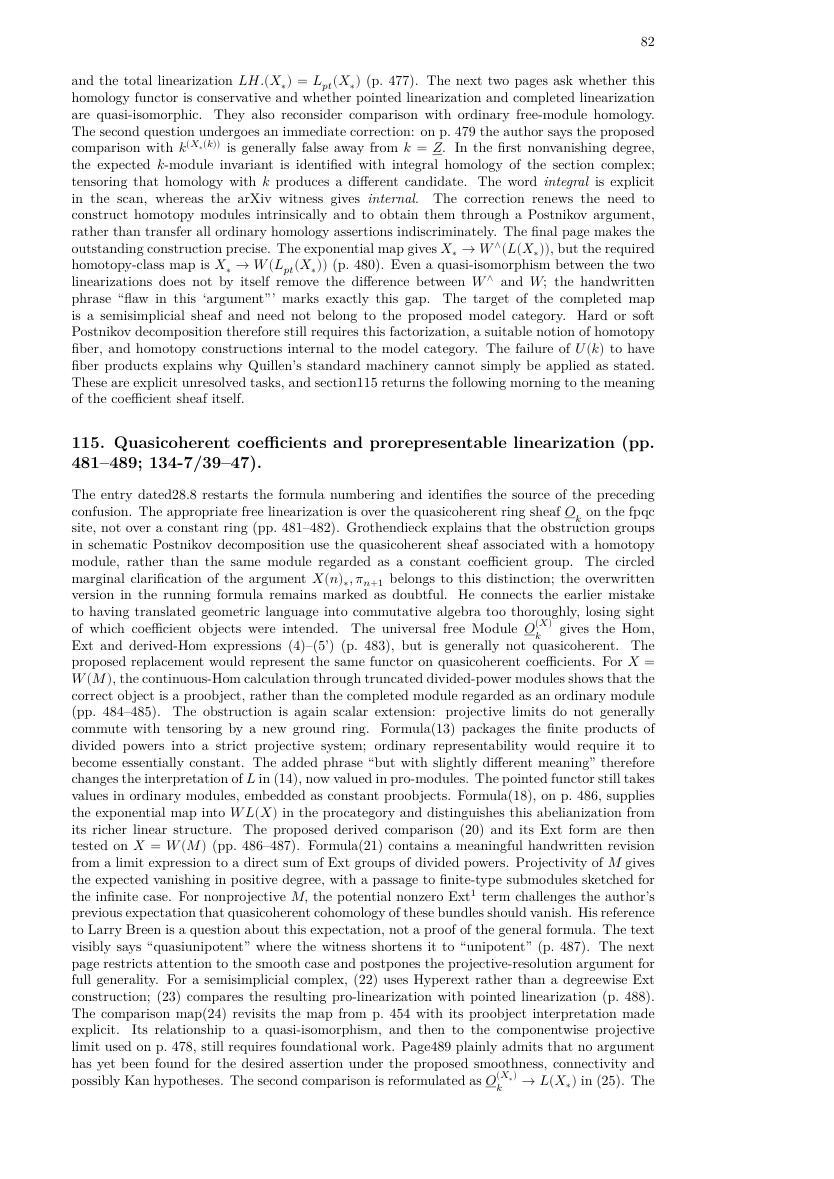 82
and the total linearization LH.(X∗) = L_pt(X∗) (p. 477). The next two pages ask whether this
homology functor is conservative and whether pointed linearization and completed linearization
are quasi-isomorphic. They also reconsider comparison with ordinary free-module homology.
The second question undergoes an immediate correction: on p. 479 the author says the proposed
comparison with k^(X∗(k)) is generally false away from k = Z. In the first nonvanishing degree,
the expected k-module invariant is identified with integral homology of the section complex;
tensoring that homology with k produces a different candidate. The word integral is explicit
in the scan, whereas the arXiv witness gives internal. The correction renews the need to
construct homotopy modules intrinsically and to obtain them through a Postnikov argument,
rather than transfer all ordinary homology assertions indiscriminately. The final page makes the
outstanding construction precise. The exponential map gives X∗ → W^∧(L(X∗)), but the required
homotopy-class map is X∗ → W(L_pt(X∗)) (p. 480). Even a quasi-isomorphism between the two
linearizations does not by itself remove the difference between W^∧ and W; the handwritten
phrase “flaw in this ‘argument”’ marks exactly this gap. The target of the completed map
is a semisimplicial sheaf and need not belong to the proposed model category. Hard or soft
Postnikov decomposition therefore still requires this factorization, a suitable notion of homotopy
fiber, and homotopy constructions internal to the model category. The failure of U(k) to have
fiber products explains why Quillen’s standard machinery cannot simply be applied as stated.
These are explicit unresolved tasks, and section115 returns the following morning to the meaning
of the coefficient sheaf itself.
115. Quasicoherent coefficients and prorepresentable linearization (pp.
481–489; 134-7/39–47).
The entry dated28.8 restarts the formula numbering and identifies the source of the preceding
confusion. The appropriate free linearization is over the quasicoherent ring sheaf O_k on the fpqc
site, not over a constant ring (pp. 481–482). Grothendieck explains that the obstruction groups
in schematic Postnikov decomposition use the quasicoherent sheaf associated with a homotopy
module, rather than the same module regarded as a constant coefficient group. The circled
marginal clarification of the argument X(n)∗, π_n+1 belongs to this distinction; the overwritten
version in the running formula remains marked as doubtful. He connects the earlier mistake
to having translated geometric language into commutative algebra too thoroughly, losing sight
of which coefficient objects were intended. The universal free Module O_k^(X) gives the Hom,
Ext and derived-Hom expressions (4)–(5’) (p. 483), but is generally not quasicoherent. The
proposed replacement would represent the same functor on quasicoherent coefficients. For X =
W(M), the continuous-Hom calculation through truncated divided-power modules shows that the
correct object is a proobject, rather than the completed module regarded as an ordinary module
(pp. 484–485). The obstruction is again scalar extension: projective limits do not generally
commute with tensoring by a new ground ring. Formula(13) packages the finite products of
divided powers into a strict projective system; ordinary representability would require it to
become essentially constant. The added phrase “but with slightly different meaning” therefore
changes the interpretation of L in (14), now valued in pro-modules. The pointed functor still takes
values in ordinary modules, embedded as constant proobjects. Formula(18), on p. 486, supplies
the exponential map into WL(X) in the procategory and distinguishes this abelianization from
its richer linear structure. The proposed derived comparison (20) and its Ext form are then
tested on X = W(M) (pp. 486–487). Formula(21) contains a meaningful handwritten revision
from a limit expression to a direct sum of Ext groups of divided powers. Projectivity of M gives
the expected vanishing in positive degree, with a passage to finite-type submodules sketched for
the infinite case. For nonprojective M, the potential nonzero Ext¹ term challenges the author’s
previous expectation that quasicoherent cohomology of these bundles should vanish. His reference
to Larry Breen is a question about this expectation, not a proof of the general formula. The text
visibly says “quasiunipotent” where the witness shortens it to “unipotent” (p. 487). The next
page restricts attention to the smooth case and postpones the projective-resolution argument for
full generality. For a semisimplicial complex, (22) uses Hyperext rather than a degreewise Ext
construction; (23) compares the resulting pro-linearization with pointed linearization (p. 488).
The comparison map(24) revisits the map from p. 454 with its proobject interpretation made
explicit. Its relationship to a quasi-isomorphism, and then to the componentwise projective
limit used on p. 478, still requires foundational work. Page489 plainly admits that no argument
has yet been found for the desired assertion under the proposed smoothness, connectivity and
possibly Kan hypotheses. The second comparison is reformulated as O_k^(X∗) → L(X∗) in (25). The